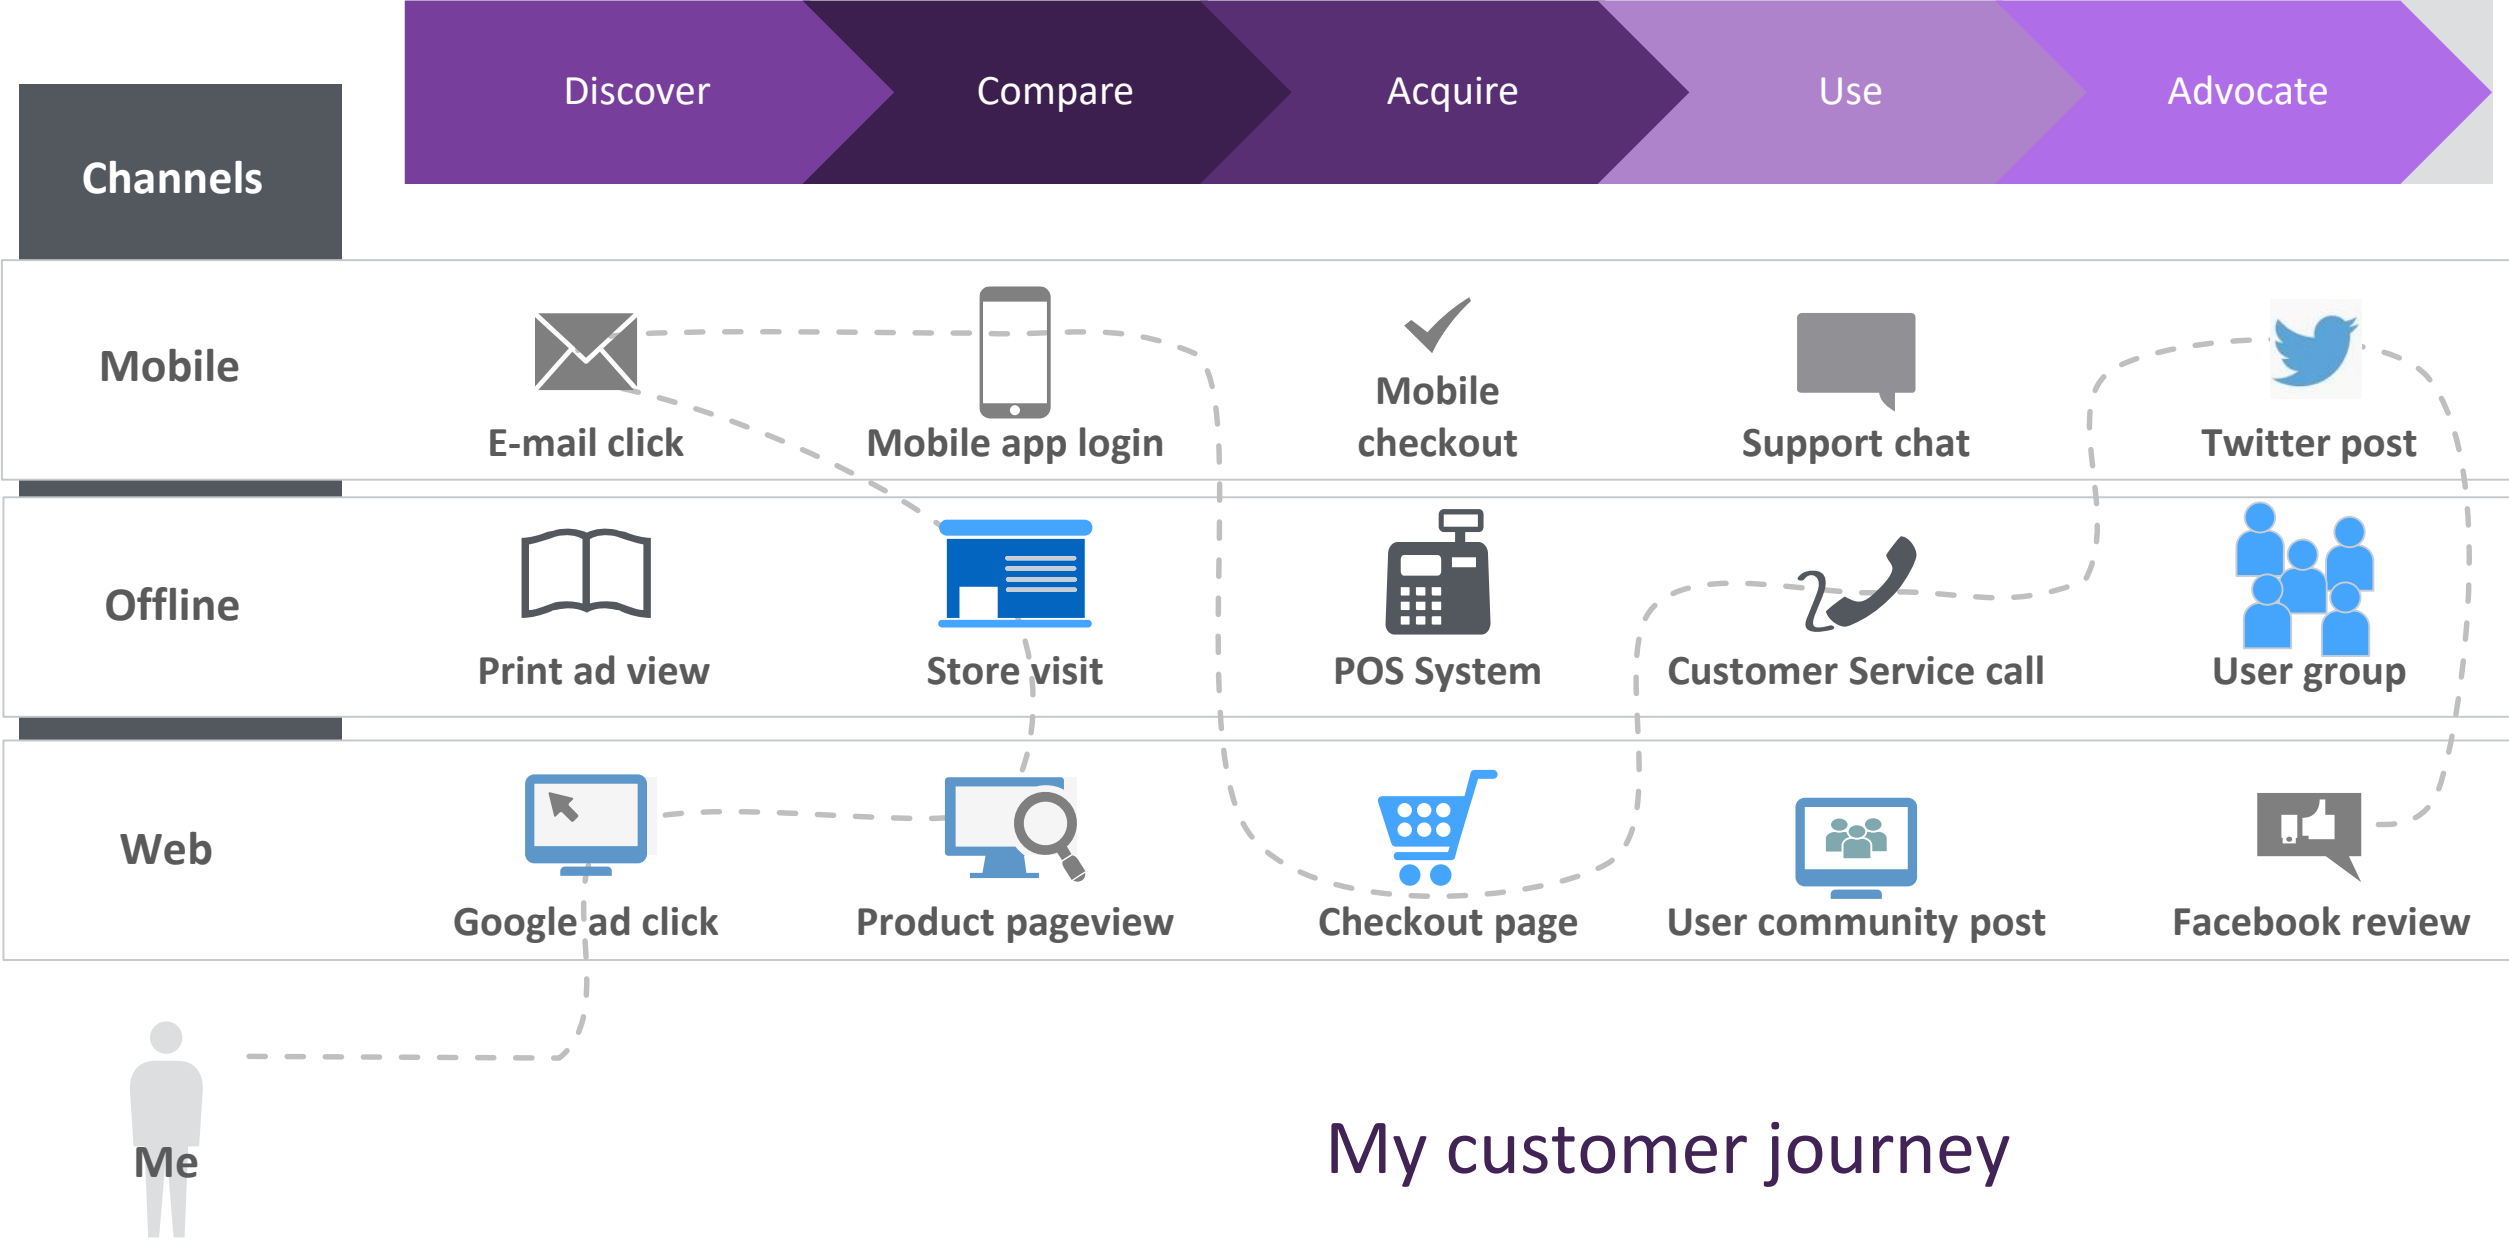 Discover
Compare
Acquire
Use
Advocate
Channels
Mobile
E-mail click
Mobile app login
Mobile
checkout
Support chat
Twitter post
Offline
Print ad view
Store visit
POS System
Customer Service call
User group
Web
Google ad click
Product pageview
Checkout page
User community post
Facebook review
Me
My customer journey